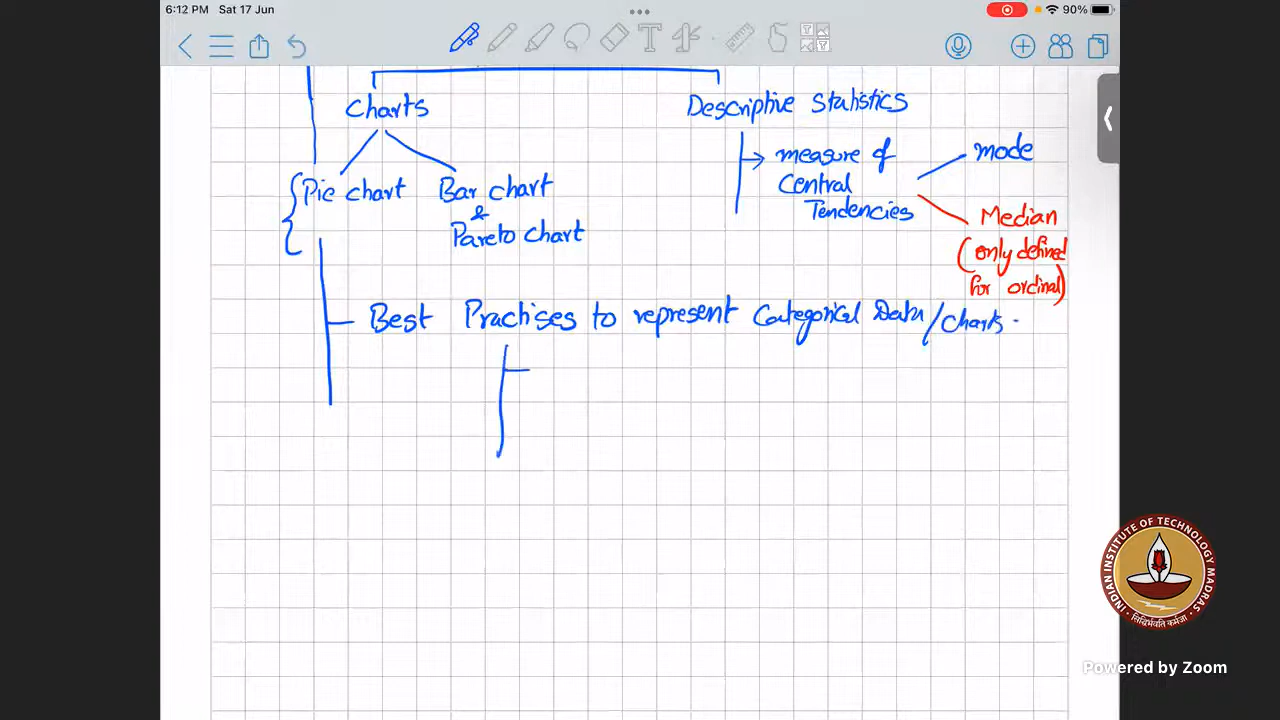 6:12 PM Sat 17 Jun
90%
Charts
Descriptive Statistics
measure of Central Tendencies
mode
Median
(only defined for ordinal)
Pie chart
Bar chart
&
Pareto chart
Best Practises to represent Categorical Data/charts.
INDIAN INSTITUTE OF TECHNOLOGY MADRAS
सिद्धिर्भवति कर्मजा
Powered by Zoom